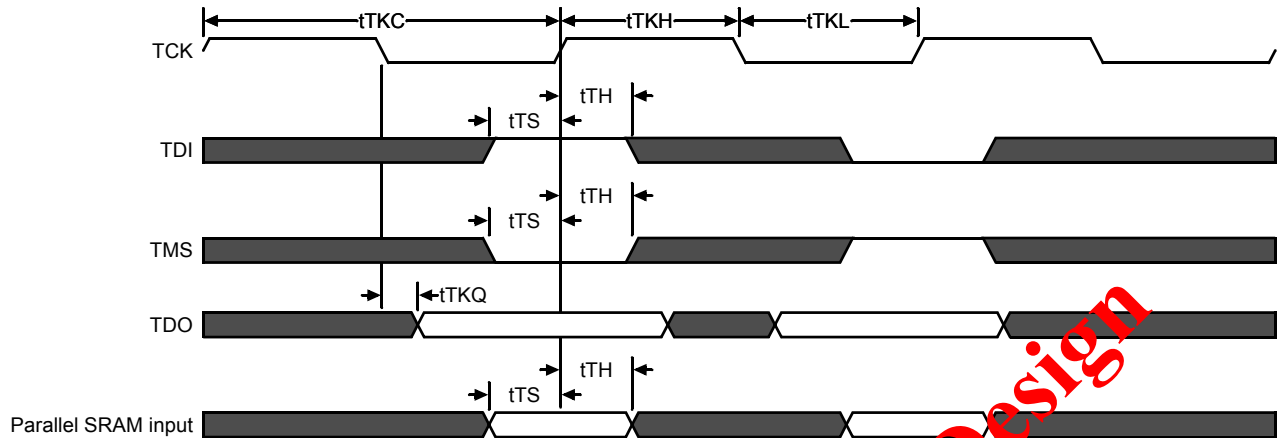 tTKC tTKH tTKL
TCK
tTH
tTS
TDI
tTH
tTS
TMS
tTKQ
TDO
tTH
tTS
Parallel SRAM input
Design